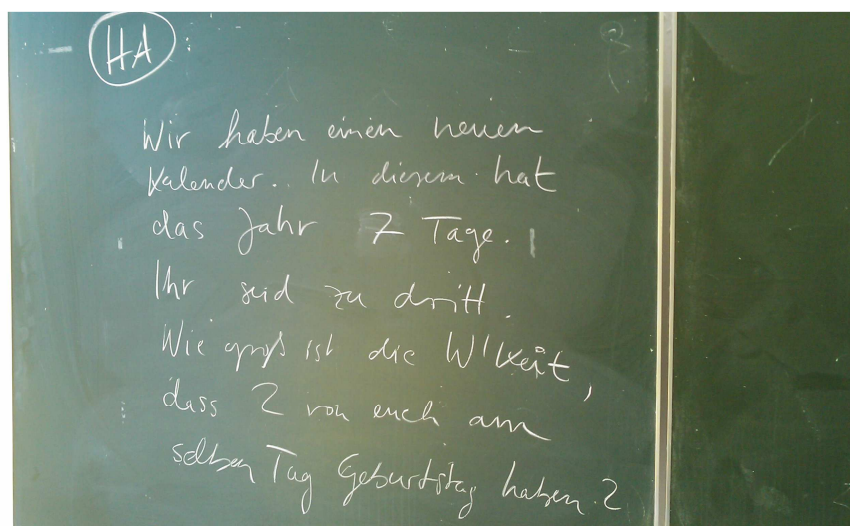 HA
Wir haben einen neuen
Kalender.. In diesem hat
das Jahr 7 Tage.
Ihr seid zu dritt.
Wie groß ist die W'keit,
dass 2 von euch am
selben Tag Geburtstag haben?